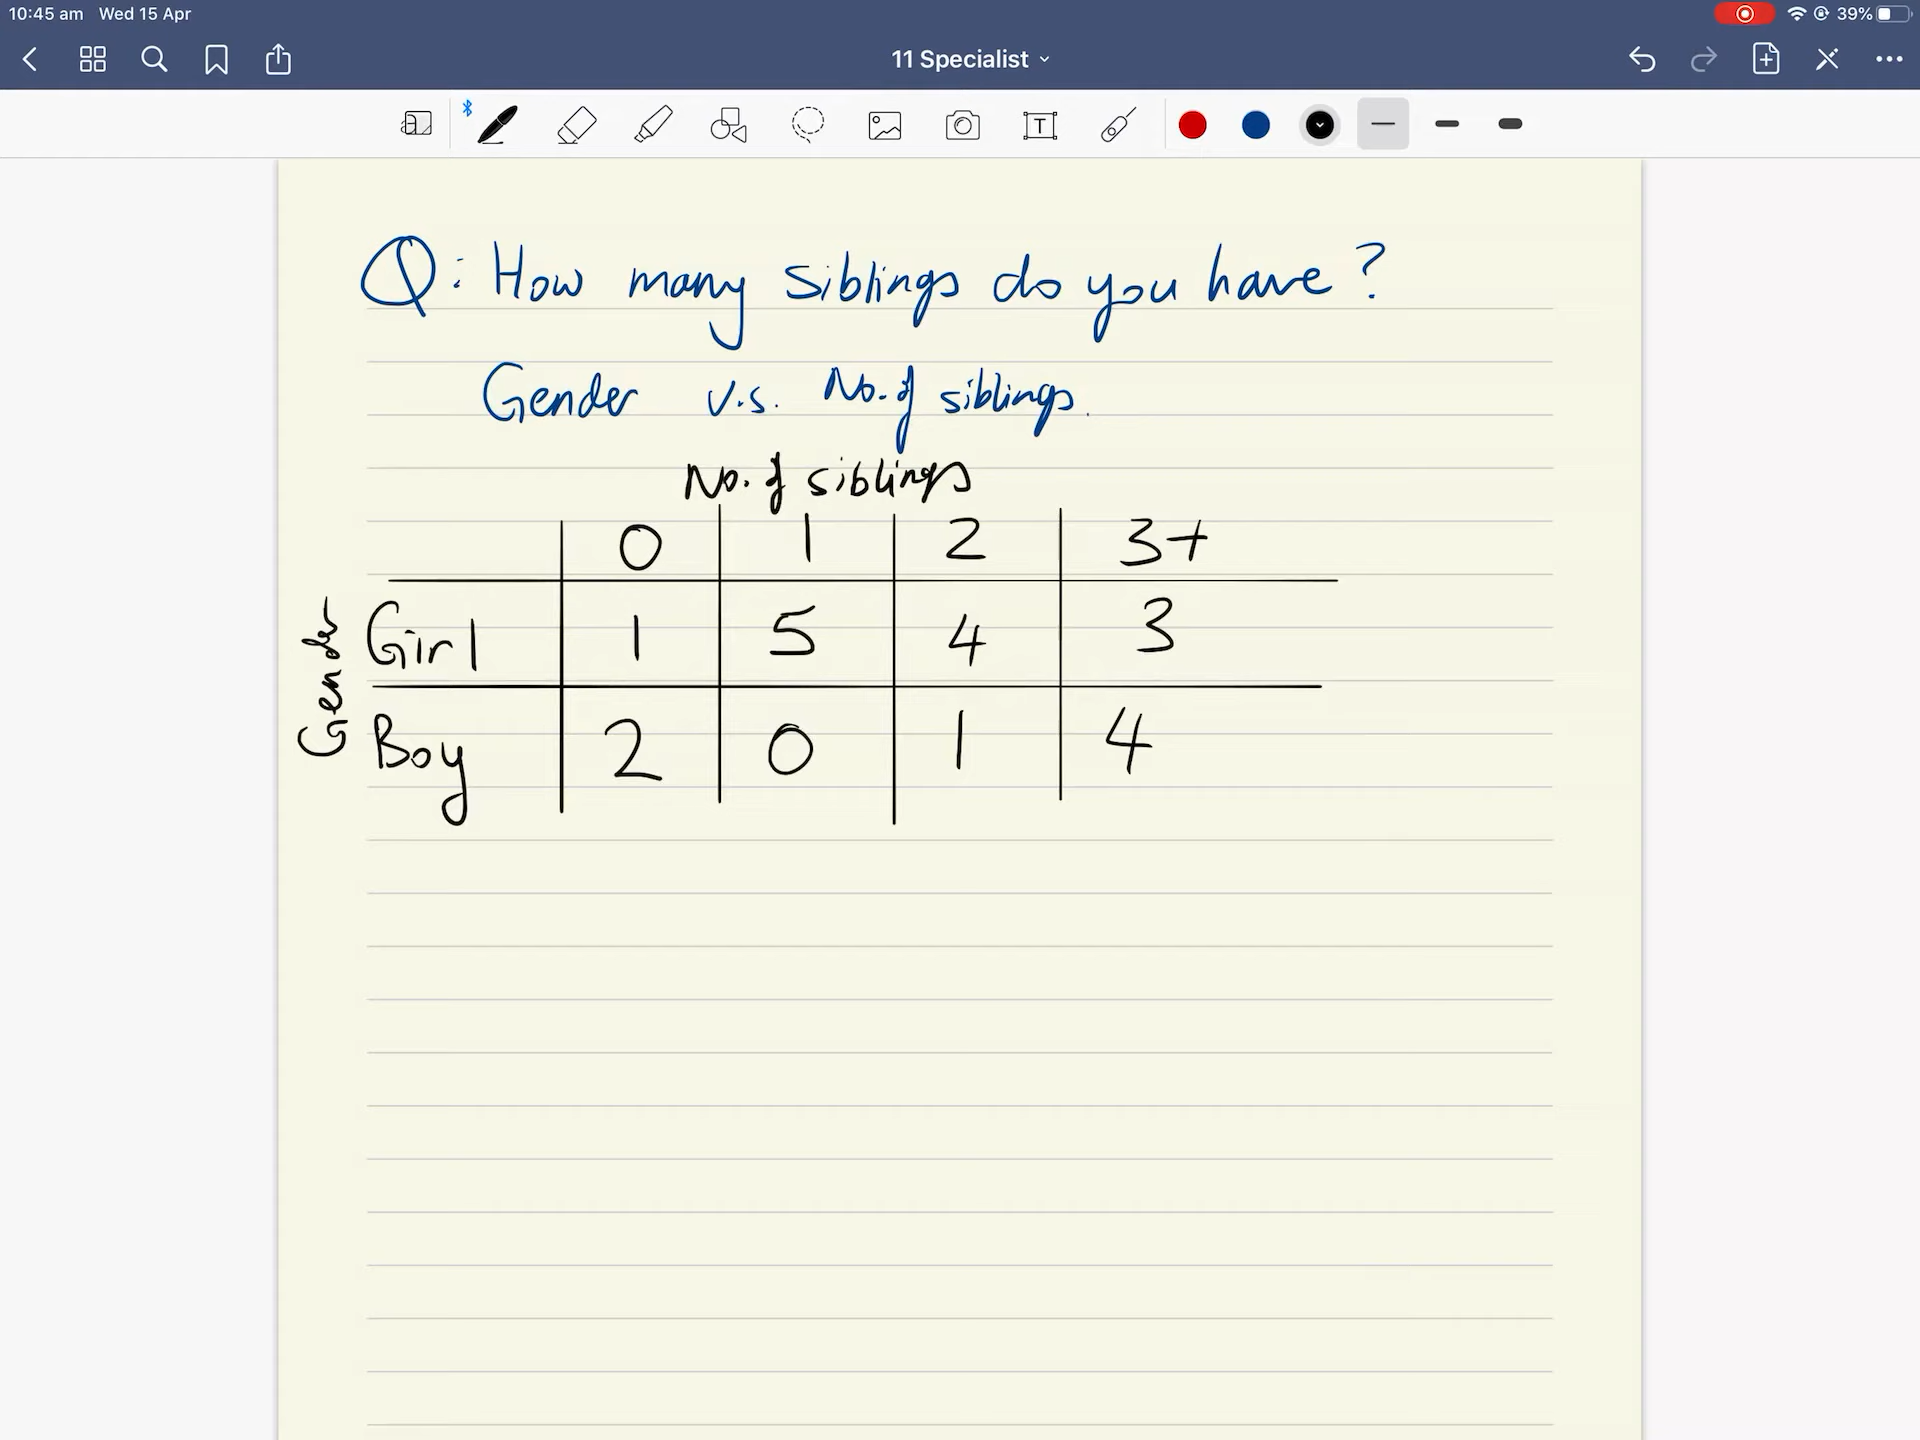 10:45 am Wed 15 Apr
39%
11 Specialist
a
T
Q: How many siblings do you have?
Gender v.s. No. of siblings.
No. of siblings
0 1 2 3+
Gender
Girl 1 5 4 3
Boy 2 0 1 4